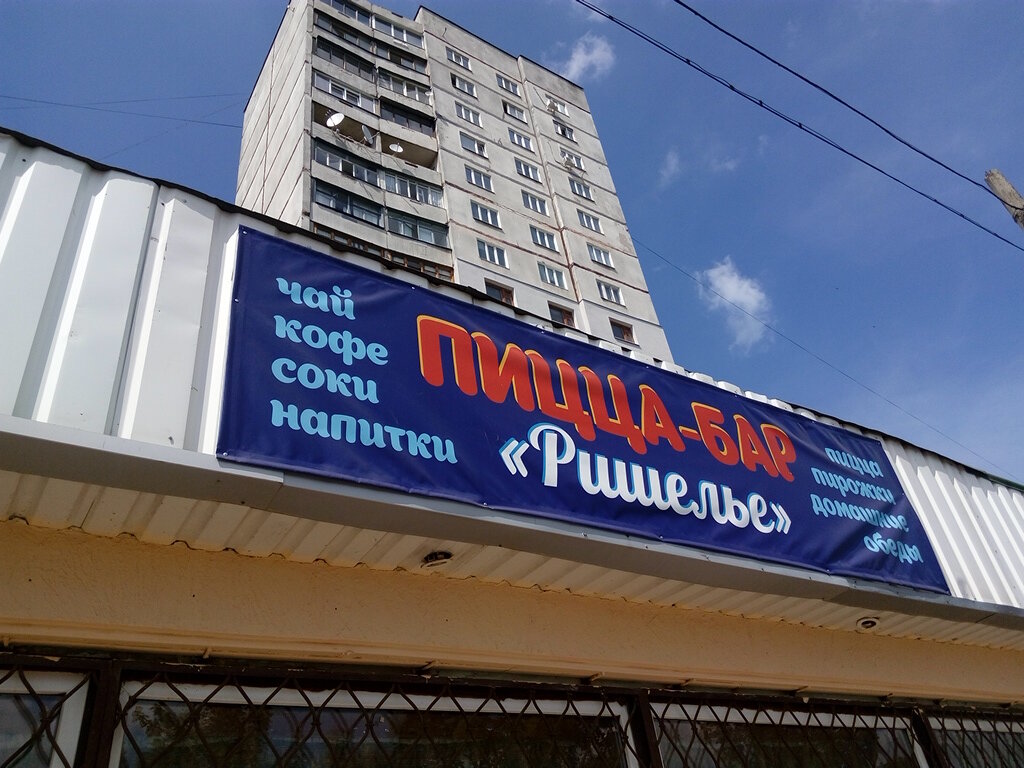 чай
кофе
соки
напитки
ПИЦЦА-БАР
«Ришелье»
пицца
пирожки
домашние
обеды